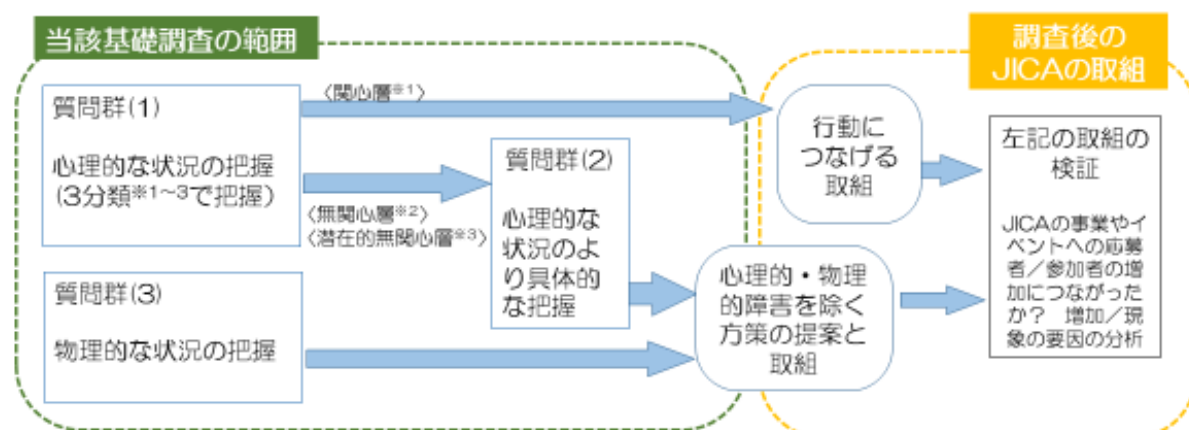 当該基礎調査の範囲
調査後の
JICAの取組
質問群(1)
心理的な状況の把握
(3分類※1~3で把握)
〈関心層※1〉
〈無関心層※2〉
〈潜在的無関心層※3〉
質問群(2)
心理的な
状況のよ
り具体的
な把握
質問群(3)
物理的な状況の把握
行動に
つなげる
取組
心理的・物理
的障害を除く
方策の提案と
取組
左記の取組の
検証
JICAの事業やイ
ベントへの応募
者／参加者の増
加につながった
か？ 増加／現
象の要因の分析